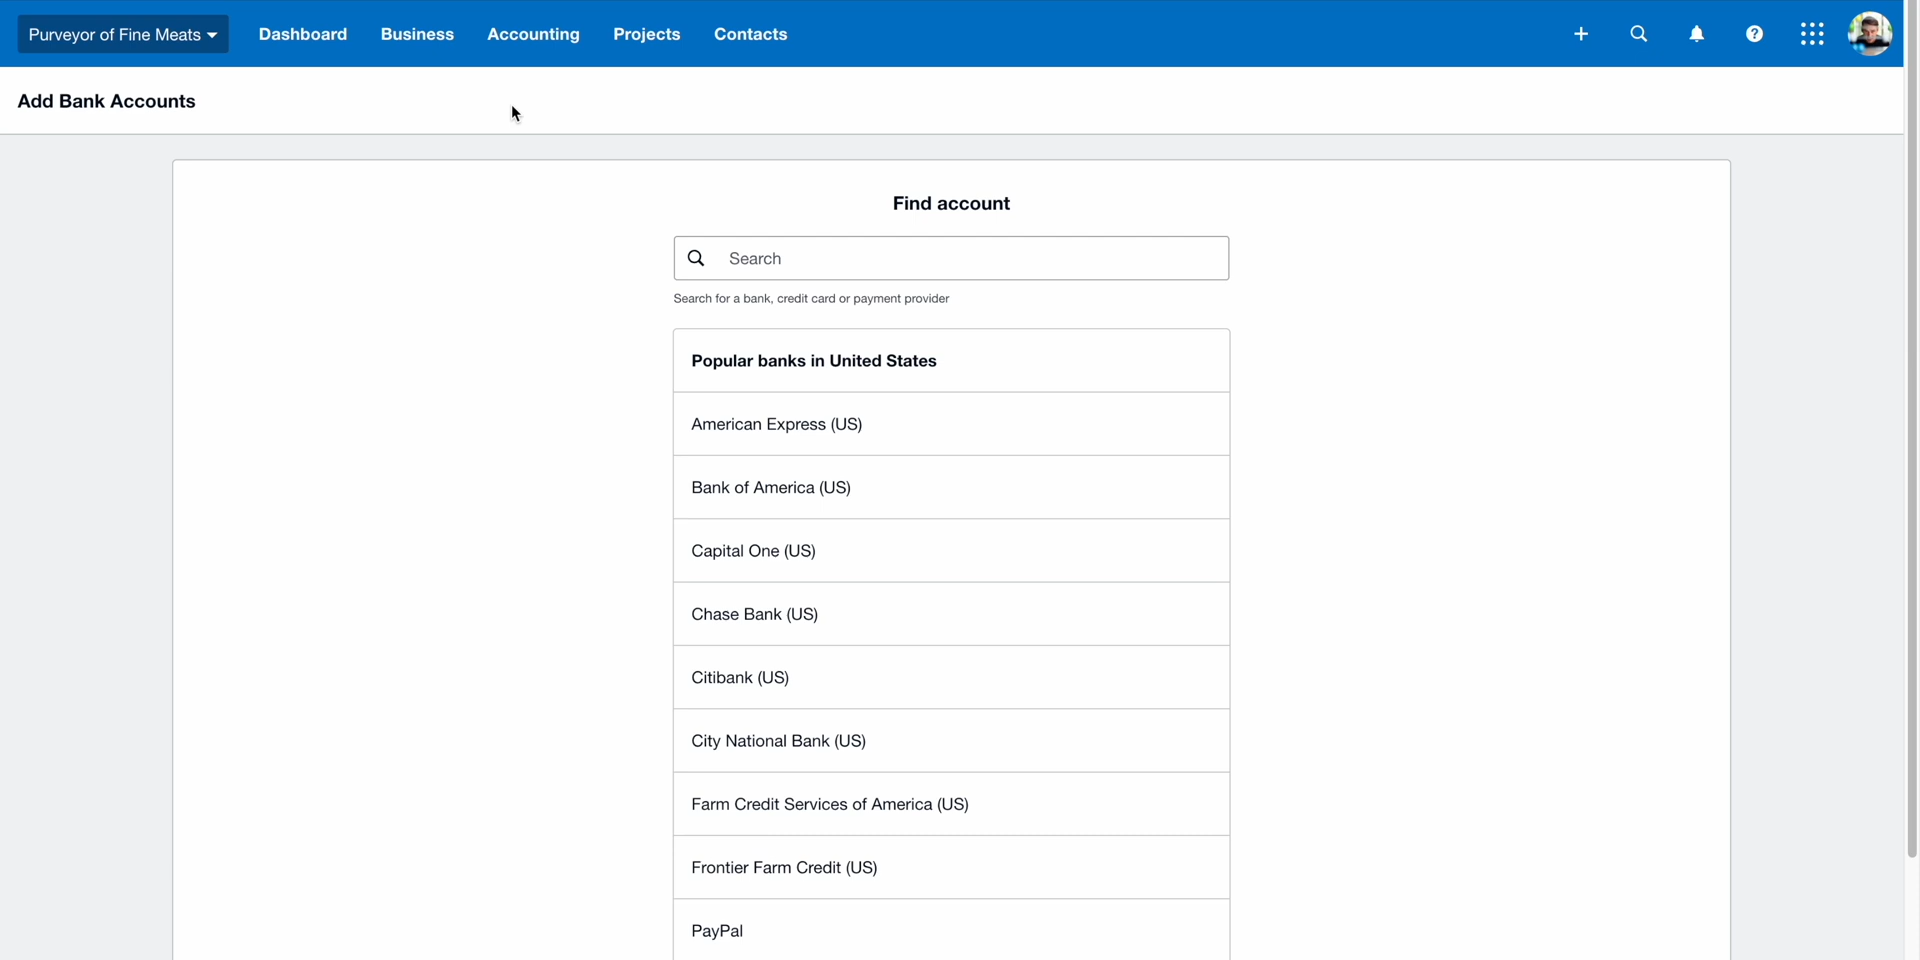 Purveyor of Fine Meats
Dashboard
Business
Accounting
Projects
Contacts
Add Bank Accounts
Find account
Search
Search for a bank, credit card or payment provider
Popular banks in United States
American Express (US)
Bank of America (US)
Capital One (US)
Chase Bank (US)
Citibank (US)
City National Bank (US)
Farm Credit Services of America (US)
Frontier Farm Credit (US)
PayPal